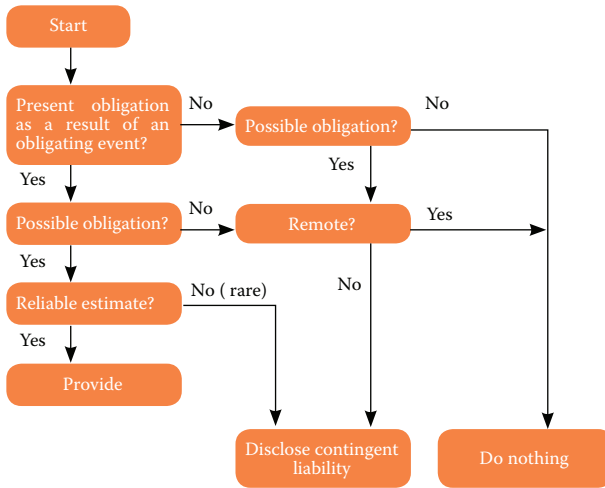 Start
Present obligation
as a result of an
obligating event?
No
Possible obligation?
No
Yes
Yes
Possible obligation?
No
Remote?
Yes
Yes
No
Reliable estimate?
No ( rare)
Yes
Provide
Disclose contingent
liability
Do nothing